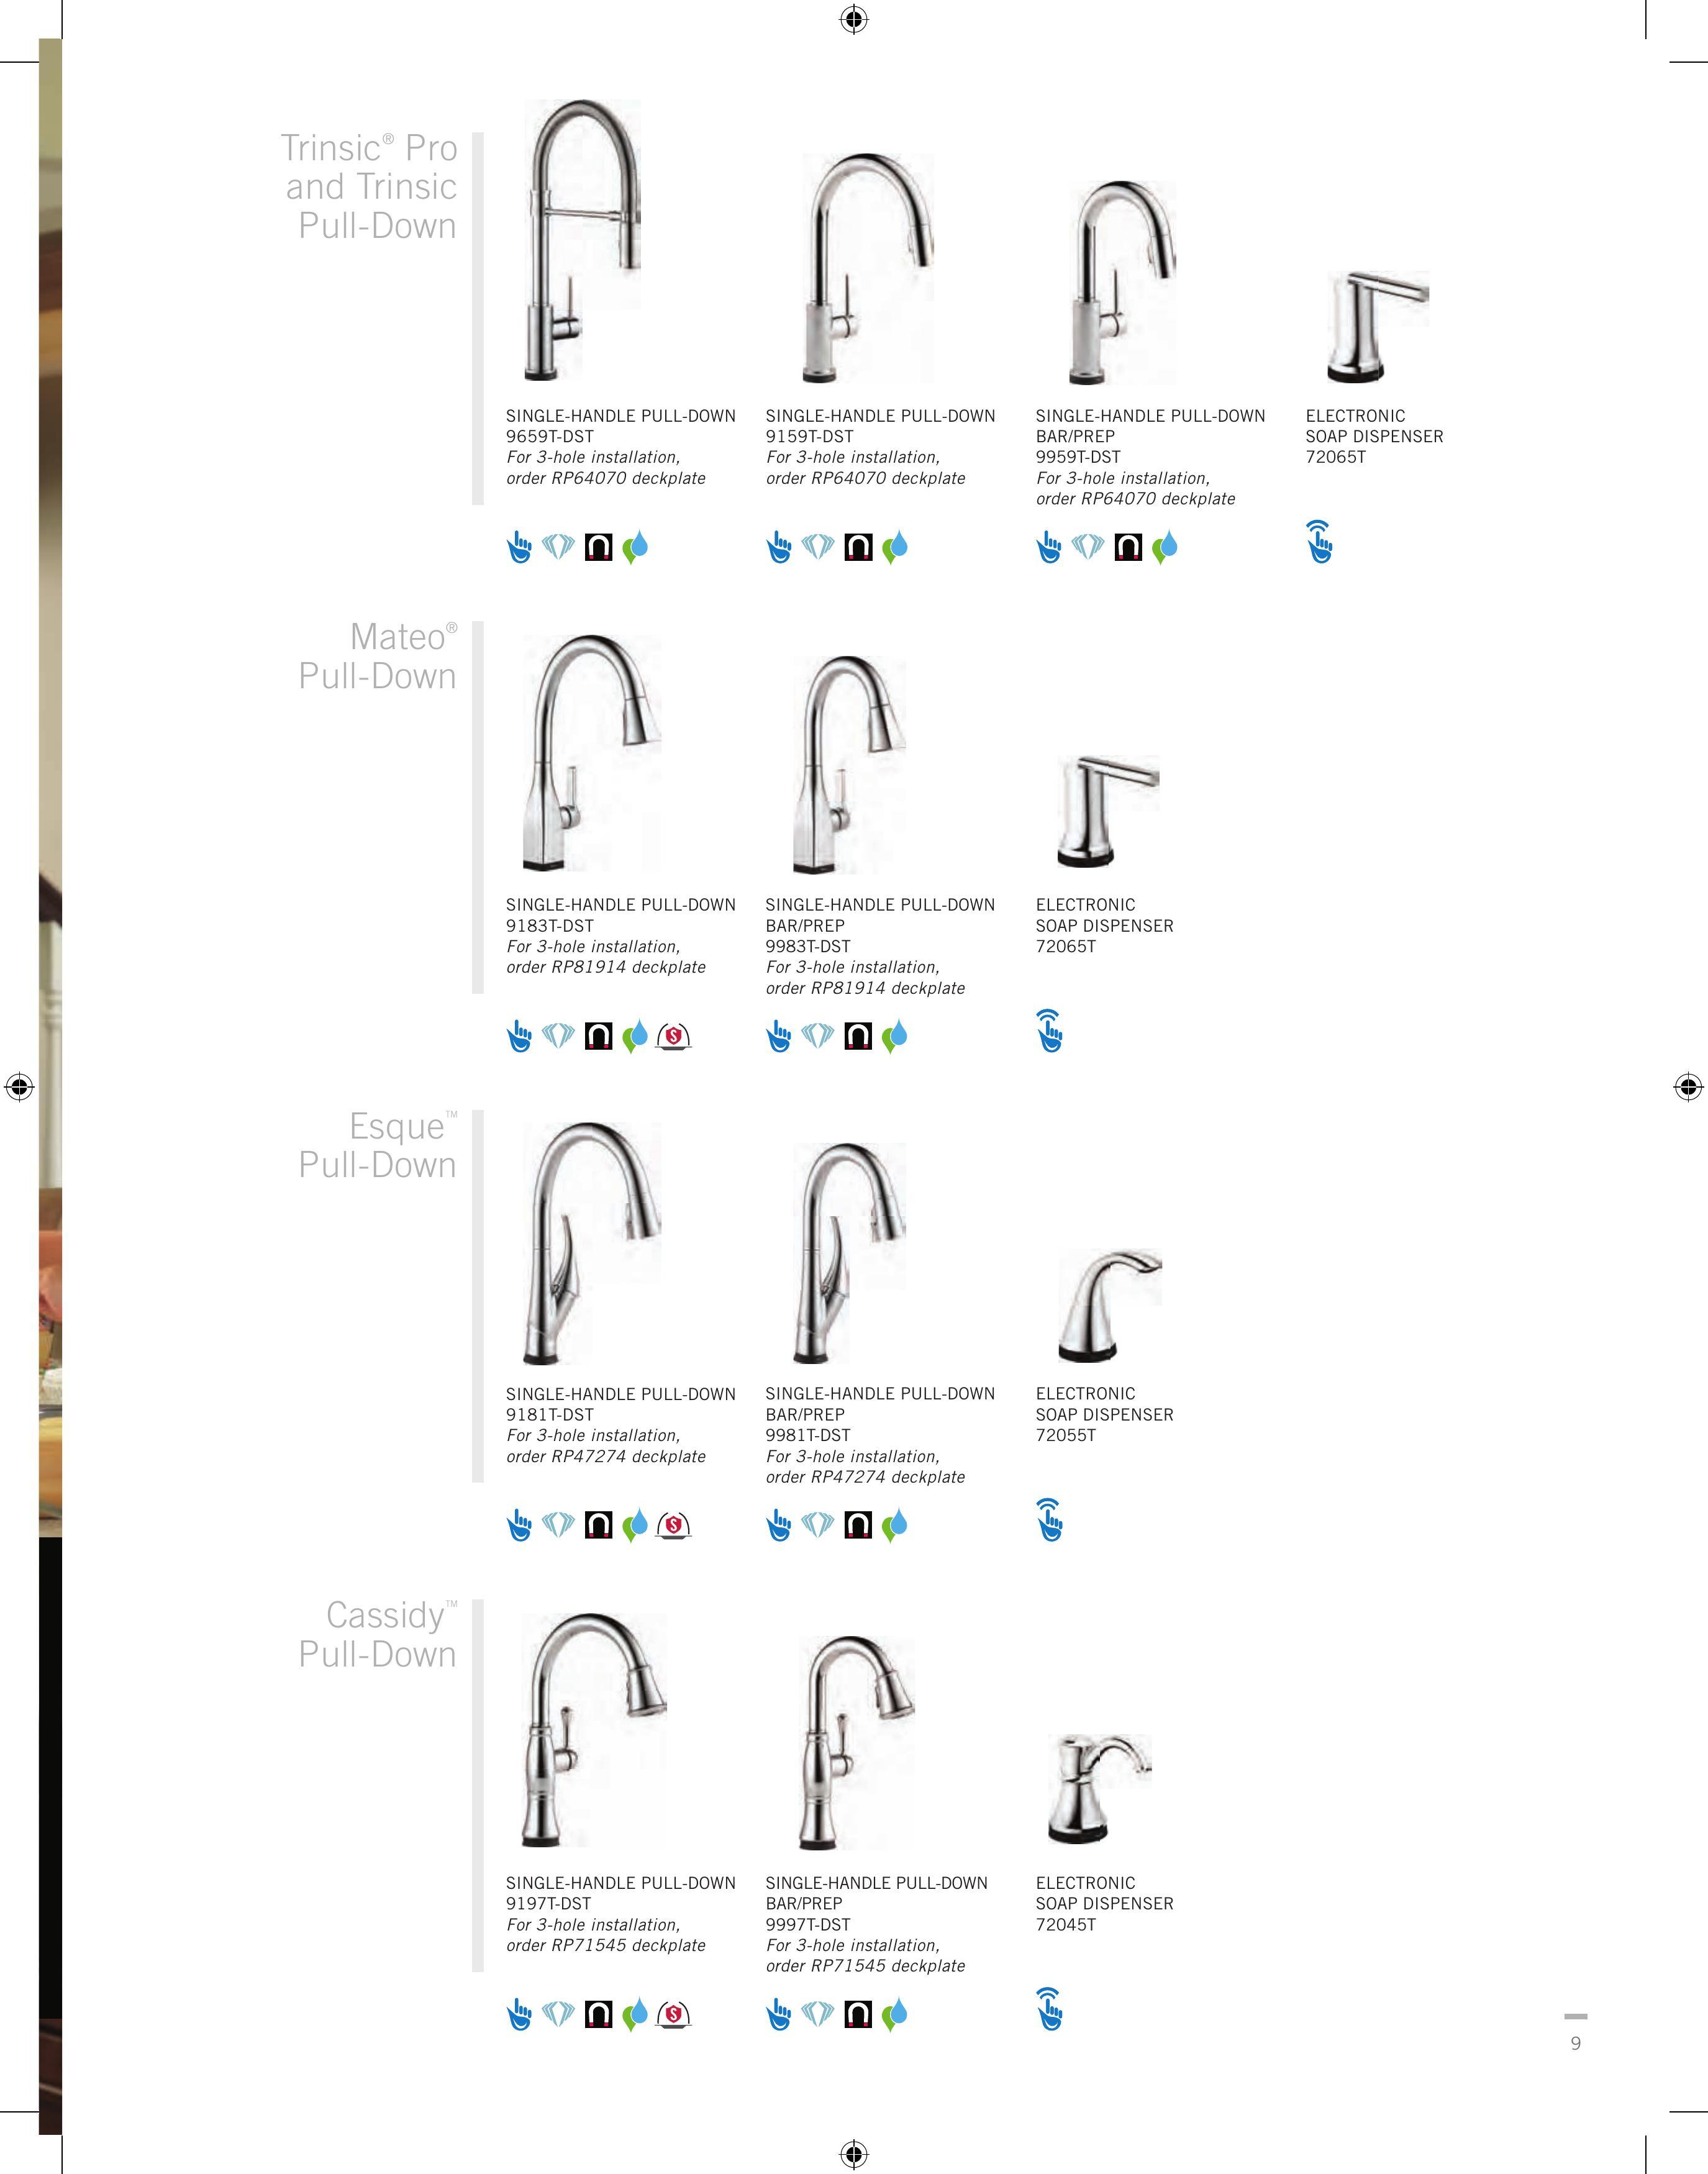 Trinsic® Pro
and Trinsic
Pull-Down
SINGLE-HANDLE PULL-DOWN
9659T-DST
For 3-hole installation,
order RP64070 deckplate
SINGLE-HANDLE PULL-DOWN
9159T-DST
For 3-hole installation,
order RP64070 deckplate
SINGLE-HANDLE PULL-DOWN
BAR/PREP
9959T-DST
For 3-hole installation,
order RP64070 deckplate
ELECTRONIC
SOAP DISPENSER
72065T
Mateo®
Pull-Down
SINGLE-HANDLE PULL-DOWN
9183T-DST
For 3-hole installation,
order RP81914 deckplate
SINGLE-HANDLE PULL-DOWN
BAR/PREP
9983T-DST
For 3-hole installation,
order RP81914 deckplate
ELECTRONIC
SOAP DISPENSER
72065T
Esque™
Pull-Down
SINGLE-HANDLE PULL-DOWN
9181T-DST
For 3-hole installation,
order RP47274 deckplate
SINGLE-HANDLE PULL-DOWN
BAR/PREP
9981T-DST
For 3-hole installation,
order RP47274 deckplate
ELECTRONIC
SOAP DISPENSER
72055T
Cassidy™
Pull-Down
SINGLE-HANDLE PULL-DOWN
9197T-DST
For 3-hole installation,
order RP71545 deckplate
SINGLE-HANDLE PULL-DOWN
BAR/PREP
9997T-DST
For 3-hole installation,
order RP71545 deckplate
ELECTRONIC
SOAP DISPENSER
72045T
9